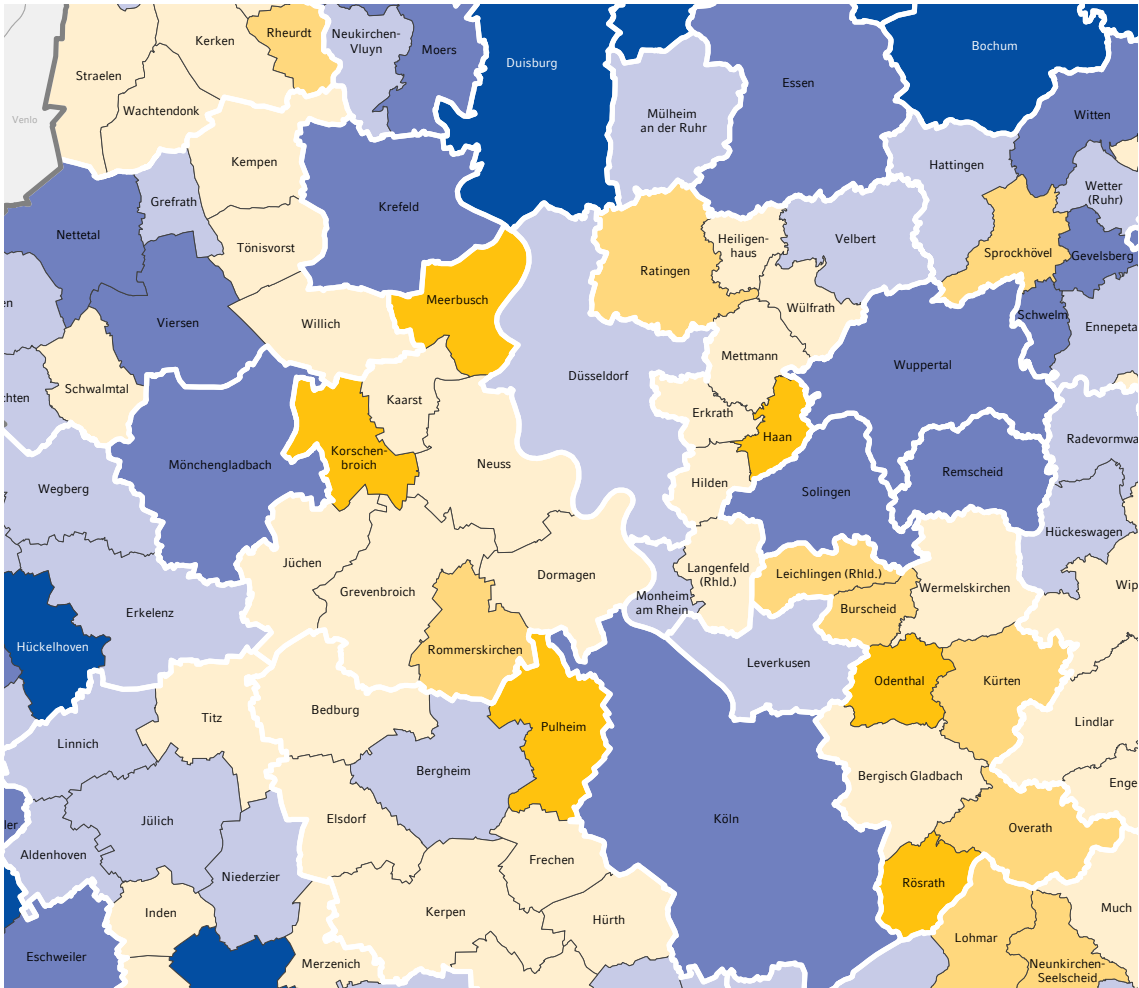 Kerken
Rheurdt
Neukirchen-
Vluyn
Moers
Duisburg
Bochum
Straelen
Essen
Wachtendonk
Venlo
Mülheim
an der Ruhr
Witten
Kempen
Hattingen
Wetter
(Ruhr)
Grefrath
Krefeld
Nettetal
Tönisvorst
Heiligen-
haus
Velbert
Sprockhövel
Gevelsberg
Ratingen
Meerbusch
en
Wülfrath
Viersen
Willich
Schwelm
Ennepeta
Mettmann
Wuppertal
Düsseldorf
Schwalmtal
chten
Kaarst
Erkrath
Haan
Radevormwa
Korschen-
broich
Mönchengladbach
Neuss
Remscheid
Hilden
Solingen
Wegberg
Hückeswagen
Jüchen
Dormagen
Langenfeld
(Rhld.)
Leichlingen (Rhld.)
Wermelskirchen
Wip
Grevenbroich
Monheim
am Rhein
Burscheid
Erkelenz
Hückelhoven
Rommerskirchen
Leverkusen
Odenthal
Kürten
Bedburg
Titz
Pulheim
Lindlar
Linnich
Bergheim
Bergisch Gladbach
Enge
Elsdorf
Köln
Jülich
ler
Overath
Aldenhoven
Frechen
Niederzier
Rösrath
Inden
Kerpen
Hürth
Much
Lohmar
Eschweiler
Merzenich
Neunkirchen-
Seelscheid